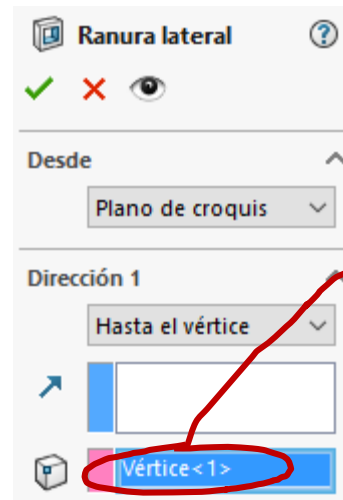 Ranura lateral
Desde
Plano de croquis
Dirección 1
Hasta el vértice
Vértice<1>